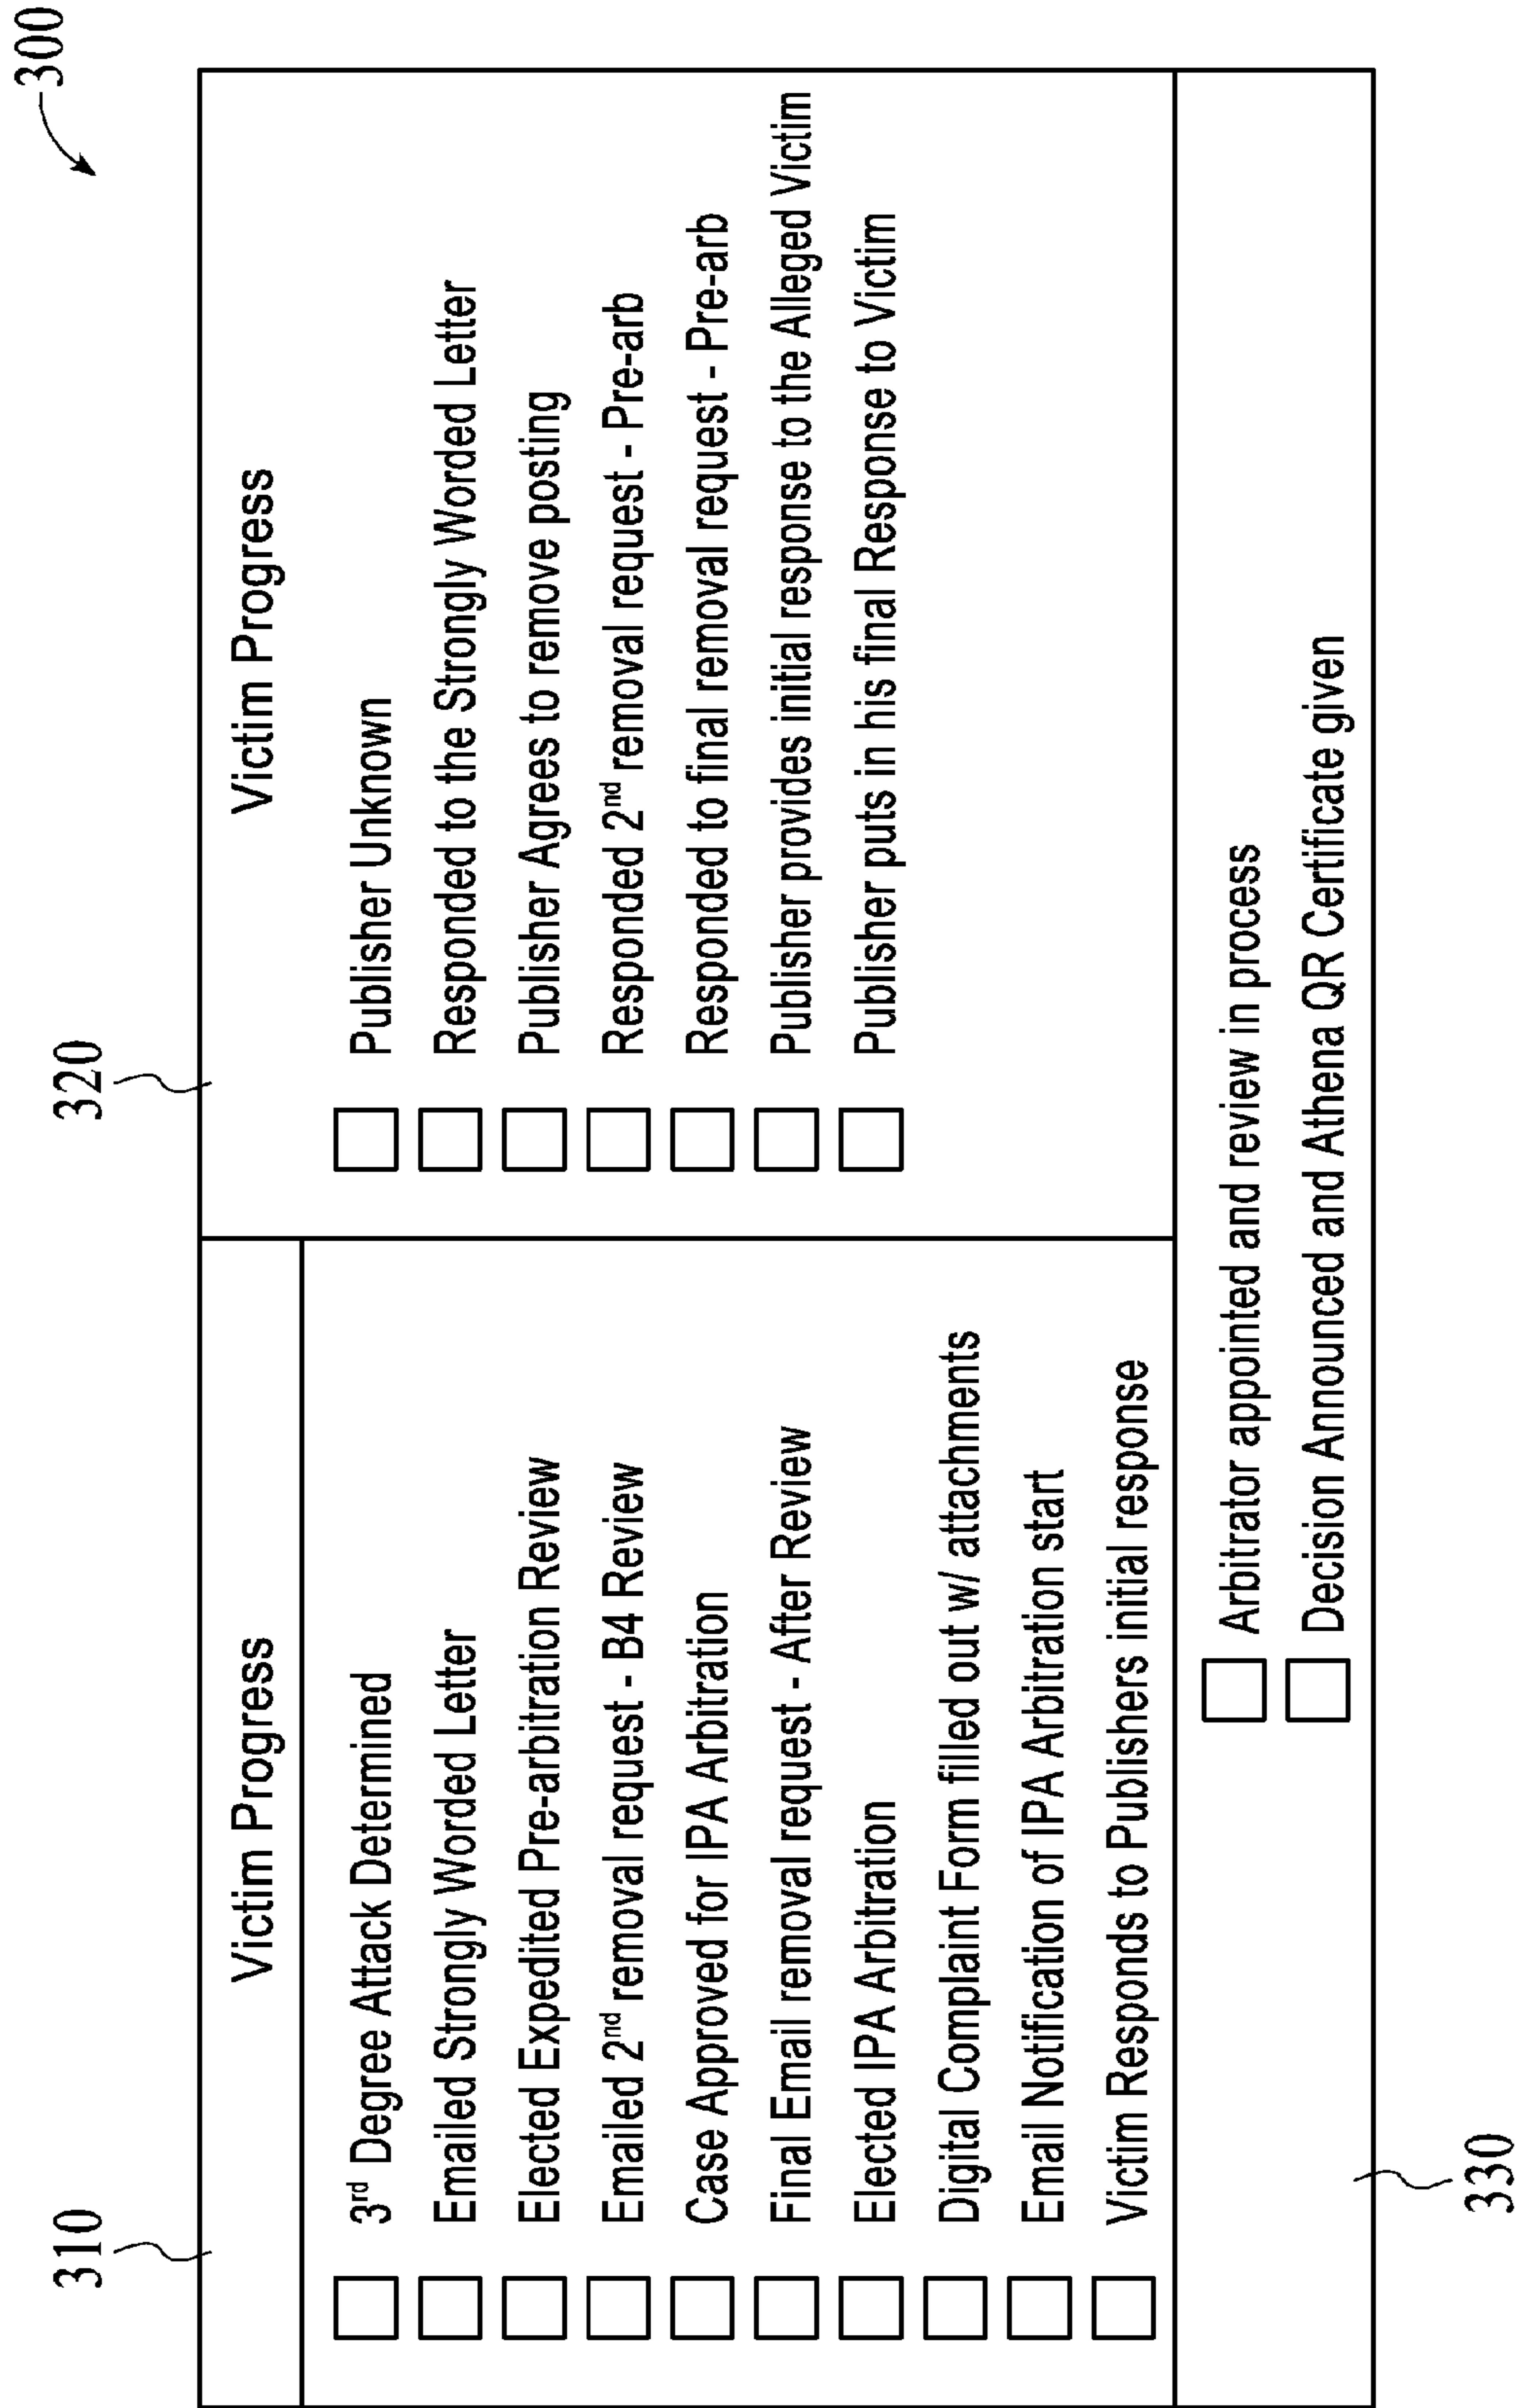 300
310
320
Victim Progress
3rd Degree Attack Determined
Emailed Strongly Worded Letter
Elected Expedited Pre-arbitration Review
Emailed 2nd removal request - B4 Review
Case Approved for IPA Arbitration
Final Email removal request - After Review
Elected IPA Arbitration
Digital Complaint Form filled out w/ attachments
Email Notification of IPA Arbitration start
Victim Responds to Publishers initial response
Victim Progress
Publisher Unknown
Responded to the Strongly Worded Letter
Publisher Agrees to remove posting
Responded 2nd removal request - Pre-arb
Responded to final removal request - Pre-arb
Publisher provides initial response to the Alleged Victim
Publisher puts in his final Response to Victim
Arbitrator appointed and review in process
Decision Announced and Athena QR Certificate given
330